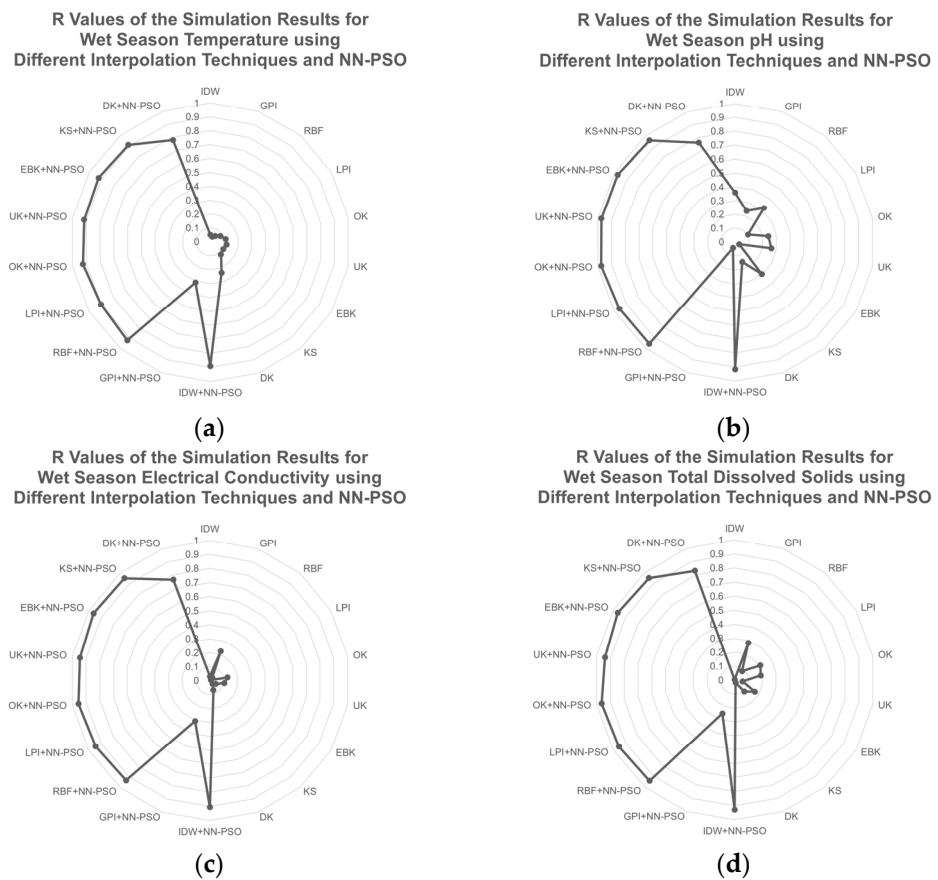 R Values of the Simulation Results for
Wet Season Temperature using
Different Interpolation Techniques and NN-PSO
IDW
GPI
RBF
LPI
OK
UK
EBK
KS
DK
IDW+NN-PSO
GPI+NN-PSO
RBF+NN-PSO
LPI+NN-PSO
OK+NN-PSO
UK+NN-PSO
EBK+NN-PSO
KS+NN-PSO
DK+NN-PSO
1
0.9
0.8
0.7
0.6
0.5
0.4
0.3
0.2
0.1
0
(a)
R Values of the Simulation Results for
Wet Season pH using
Different Interpolation Techniques and NN-PSO
IDW
GPI
RBF
LPI
OK
UK
EBK
KS
DK
IDW+NN-PSO
GPI+NN-PSO
RBF+NN-PSO
LPI+NN-PSO
OK+NN-PSO
UK+NN-PSO
EBK+NN-PSO
KS+NN-PSO
DK+NN-PSO
1
0.9
0.8
0.7
0.6
0.5
0.4
0.3
0.2
0.1
0
(b)
R Values of the Simulation Results for
Wet Season Electrical Conductivity using
Different Interpolation Techniques and NN-PSO
IDW
GPI
RBF
LPI
OK
UK
EBK
KS
DK
IDW+NN-PSO
GPI+NN-PSO
RBF+NN-PSO
LPI+NN-PSO
OK+NN-PSO
UK+NN-PSO
EBK+NN-PSO
KS+NN-PSO
DK+NN-PSO
1
0.9
0.8
0.7
0.6
0.5
0.4
0.3
0.2
0.1
0
(c)
R Values of the Simulation Results for
Wet Season Total Dissolved Solids using
Different Interpolation Techniques and NN-PSO
IDW
GPI
RBF
LPI
OK
UK
EBK
KS
DK
IDW+NN-PSO
GPI+NN-PSO
RBF+NN-PSO
LPI+NN-PSO
OK+NN-PSO
UK+NN-PSO
EBK+NN-PSO
KS+NN-PSO
DK+NN-PSO
1
0.9
0.8
0.7
0.6
0.5
0.4
0.3
0.2
0.1
0
(d)